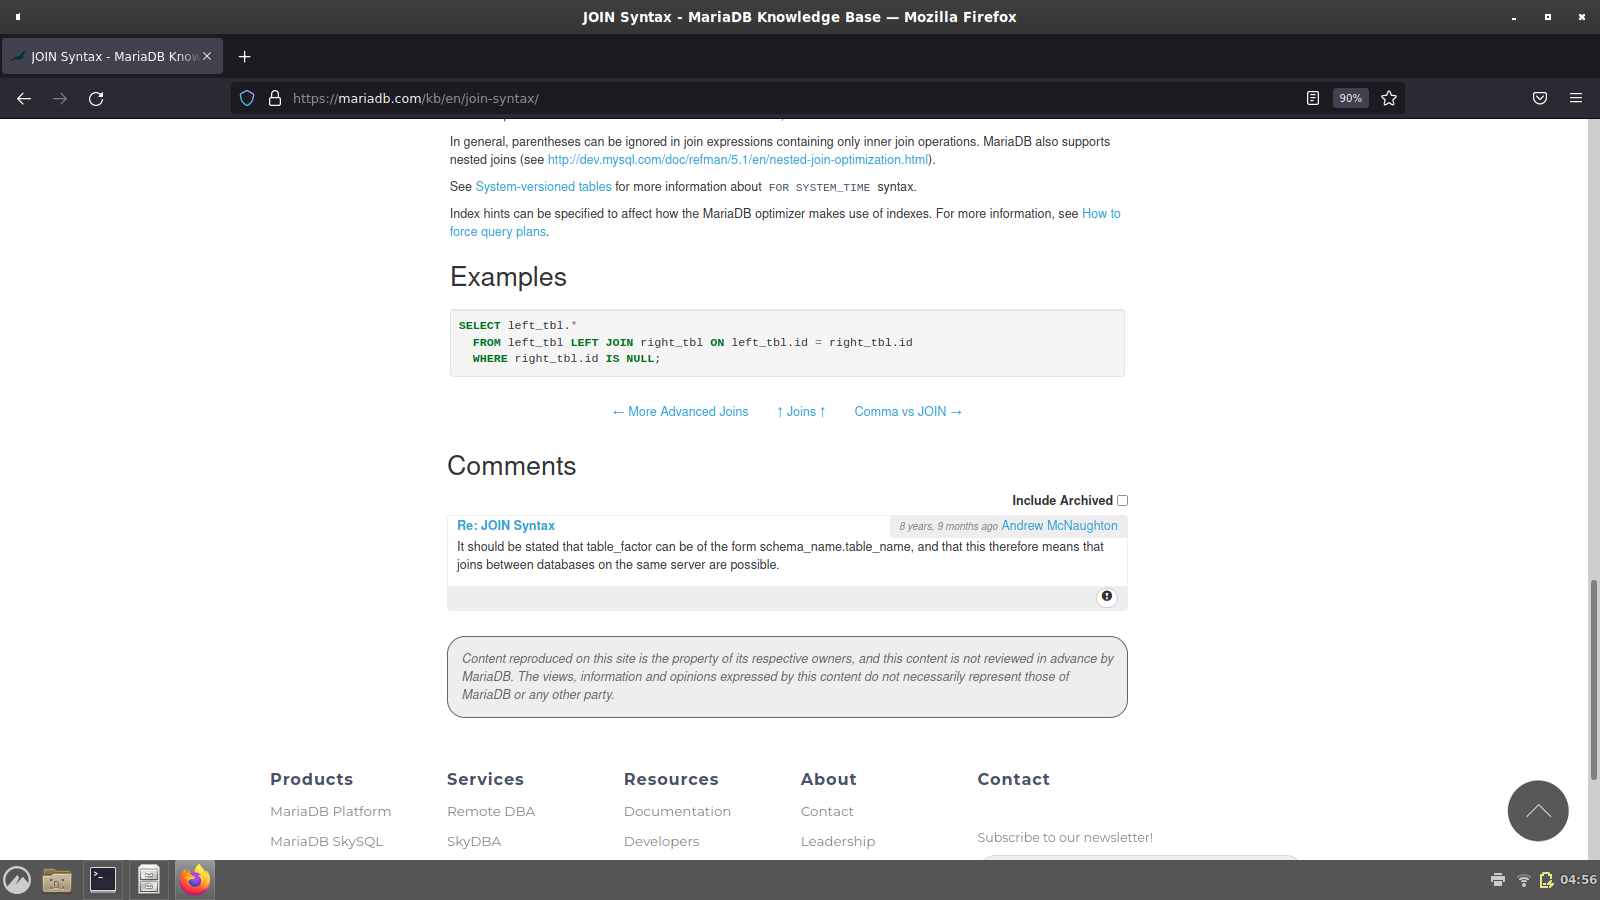 JOIN Syntax - MariaDB Knowledge Base — Mozilla Firefox
JOIN Syntax - MariaDB Know
https://mariadb.com/kb/en/join-syntax/
90%
In general, parentheses can be ignored in join expressions containing only inner join operations. MariaDB also supports
nested joins (see http://dev.mysql.com/doc/refman/5.1/en/nested-join-optimization.html).
See System-versioned tables for more information about FOR SYSTEM_TIME syntax.
Index hints can be specified to affect how the MariaDB optimizer makes use of indexes. For more information, see How to
force query plans.
Examples
SELECT left_tbl.*
FROM left_tbl LEFT JOIN right_tbl ON left_tbl.id = right_tbl.id
WHERE right_tbl.id IS NULL;
← More Advanced Joins ↑ Joins ↑ Comma vs JOIN →
Comments
Include Archived
Re: JOIN Syntax 8 years, 9 months ago Andrew McNaughton
It should be stated that table_factor can be of the form schema_name.table_name, and that this therefore means that
joins between databases on the same server are possible.
Content reproduced on this site is the property of its respective owners, and this content is not reviewed in advance by
MariaDB. The views, information and opinions expressed by this content do not necessarily represent those of
MariaDB or any other party.
Products Services Resources About Contact
MariaDB Platform Remote DBA Documentation Contact
Subscribe to our newsletter!
MariaDB SkySQL SkyDBA Developers Leadership
04:56